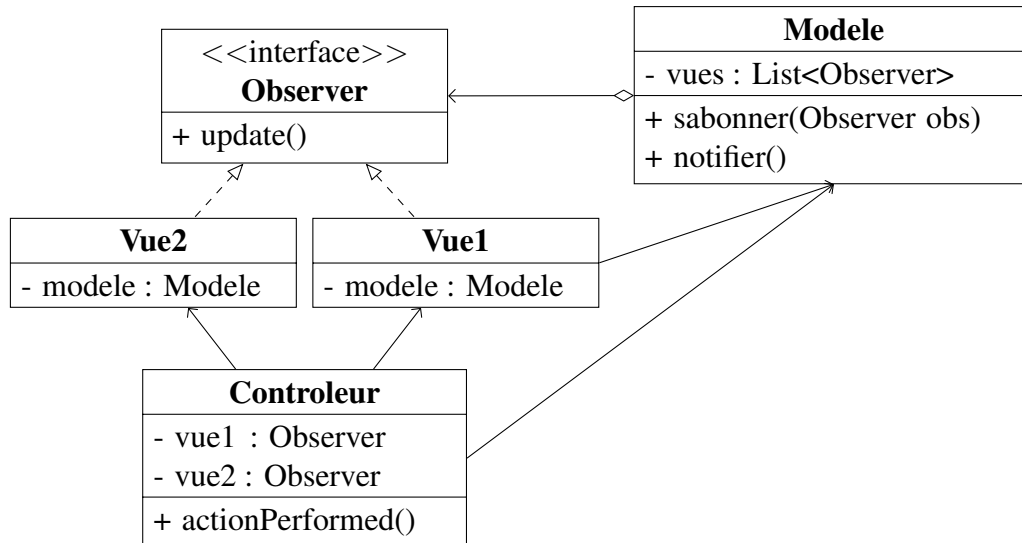 <<interface>>
Observer
+ update()
Modele
- vues : List<Observer>
+ sabonner(Observer obs)
+ notifier()
Vue2
- modele : Modele
Vue1
- modele : Modele
Controleur
- vue1 : Observer
- vue2 : Observer
+ actionPerformed()